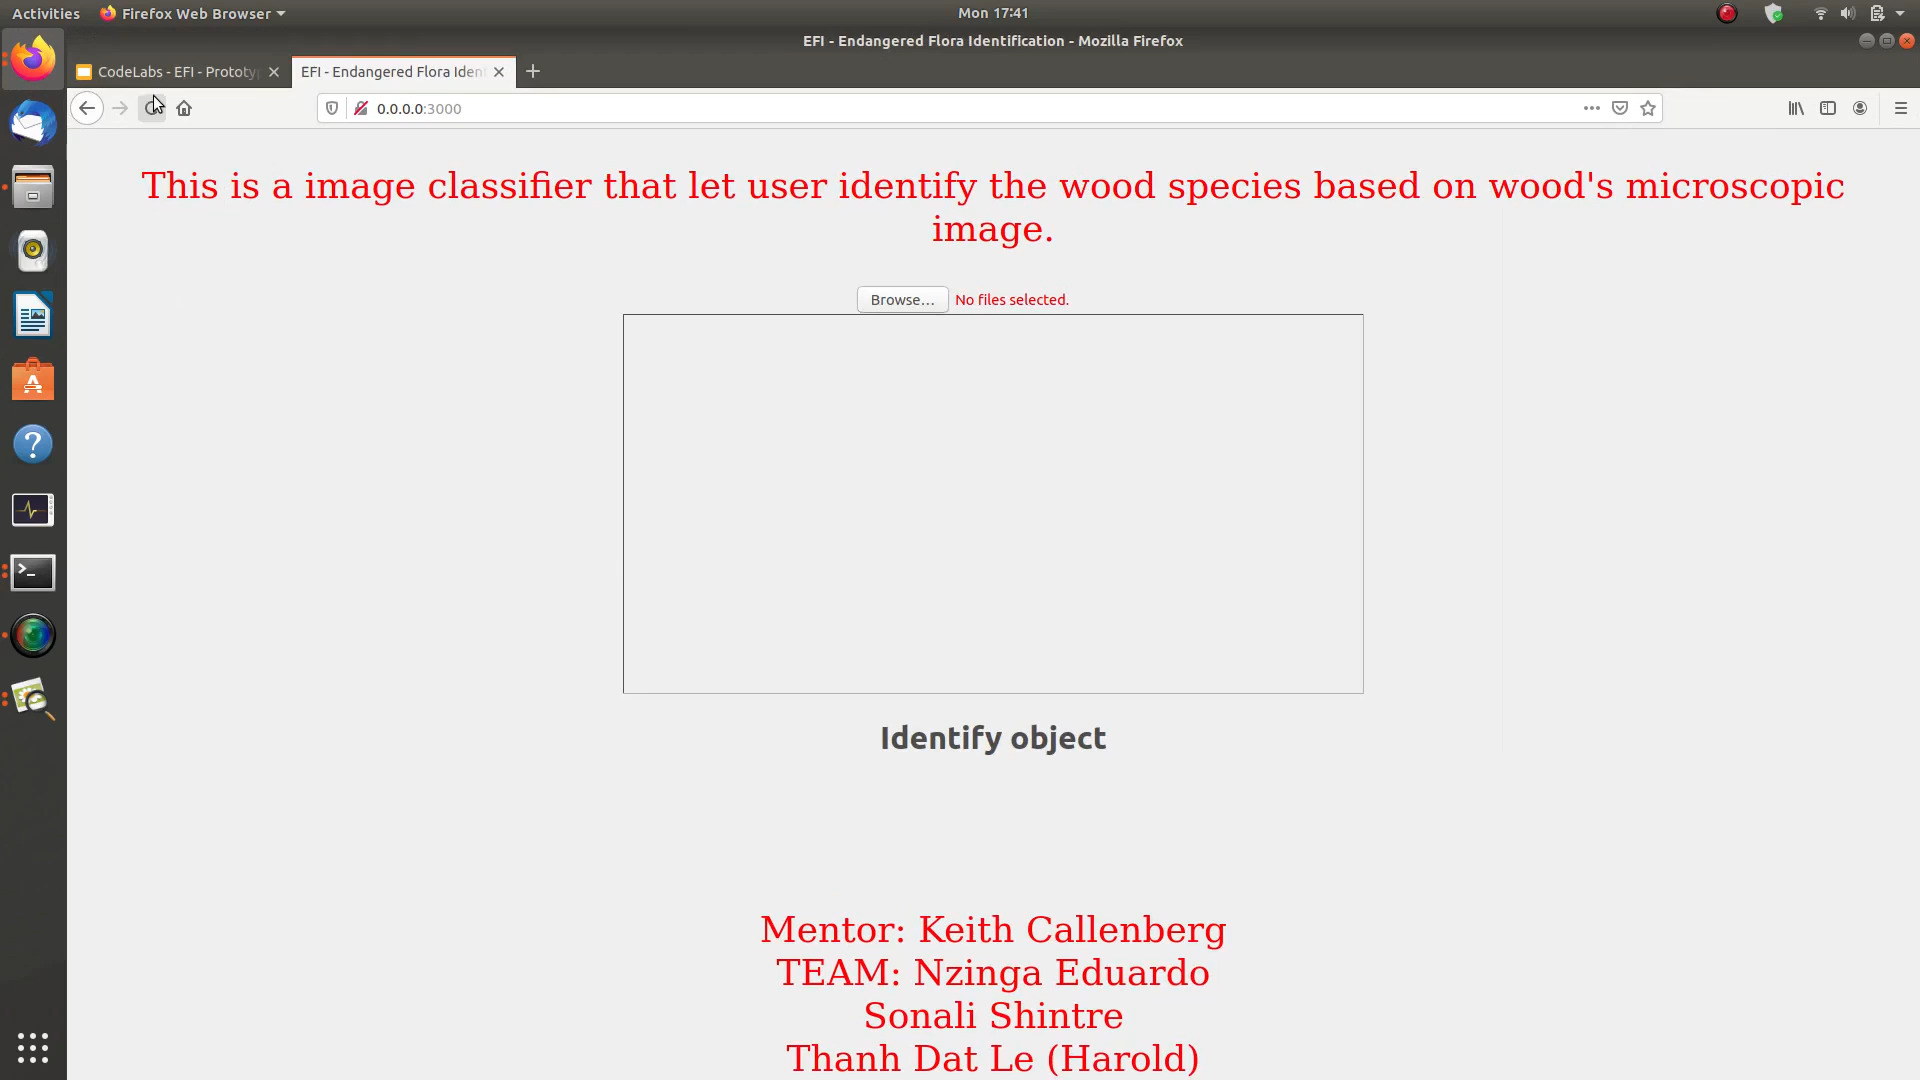 Activities Firefox Web Browser Mon 17:41
EFI - Endangered Flora Identification - Mozilla Firefox
CodeLabs - EFI - Prototyp EFI - Endangered Flora Iden
0.0.0.0:3000
This is a image classifier that let user identify the wood species based on wood's microscopic
image.
Browse... No files selected.
Identify object
Mentor: Keith Callenberg
TEAM: Nzinga Eduardo
Sonali Shintre
Thanh Dat Le (Harold)